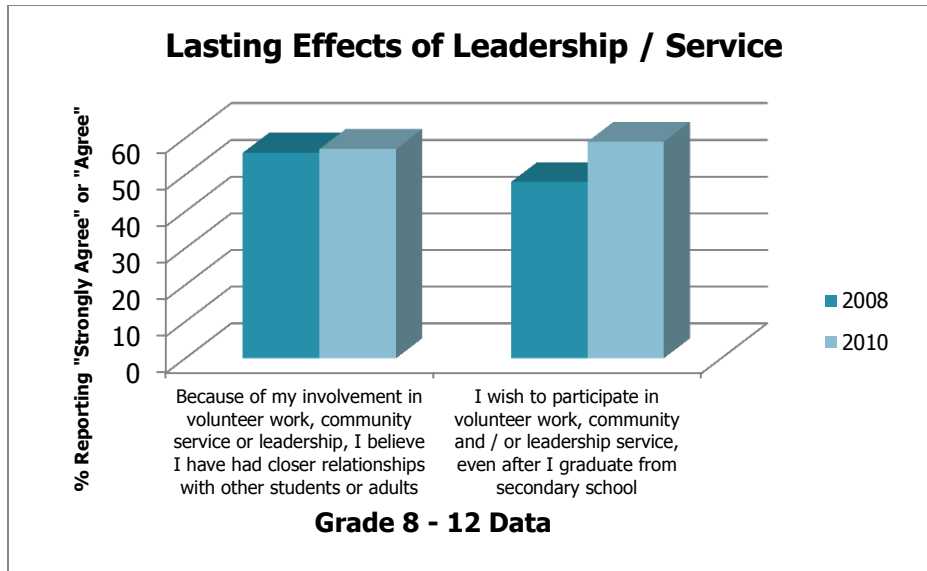 Lasting Effects of Leadership / Service
% Reporting "Strongly Agree" or "Agree"
60
50
40
30
20
10
0
2008
2010
Because of my involvement in
volunteer work, community
service or leadership, I believe
I have had closer relationships
with other students or adults
I wish to participate in
volunteer work, community
and / or leadership service,
even after I graduate from
secondary school
Grade 8 - 12 Data